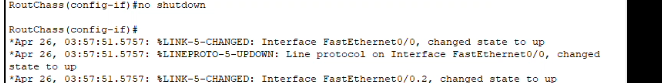 RoutChass(config-if)#no shutdown
RoutChass(config-if)#
*Apr 26, 03:57:51.5757: %LINK-5-CHANGED: Interface FastEthernet0/0, changed state to up
*Apr 26, 03:57:51.5757: %LINEPROTO-5-UPDOWN: Line protocol on Interface FastEthernet0/0, changed
state to up
*Apr 26, 03:57:51.5757: %LINK-5-CHANGED: Interface FastEthernet0/0.2, changed state to up